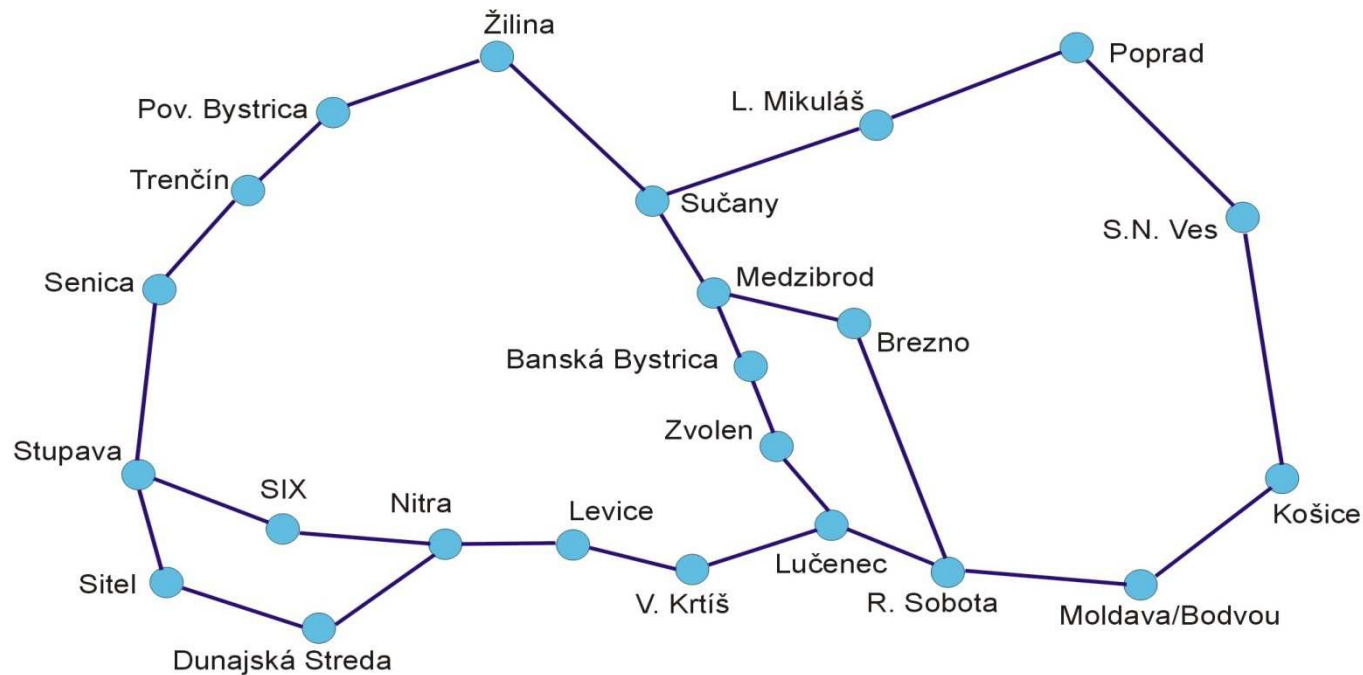 Žilina
Poprad
Pov. Bystrica
L. Mikuláš
Trenčín
Sučany
S.N. Ves
Senica
Medzibrod
Brezno
Banská Bystrica
Zvolen
Stupava
SIX
Nitra
Levice
Košice
Sitel
Lučenec
V. Krtíš
R. Sobota
Moldava/Bodvou
Dunajská Streda